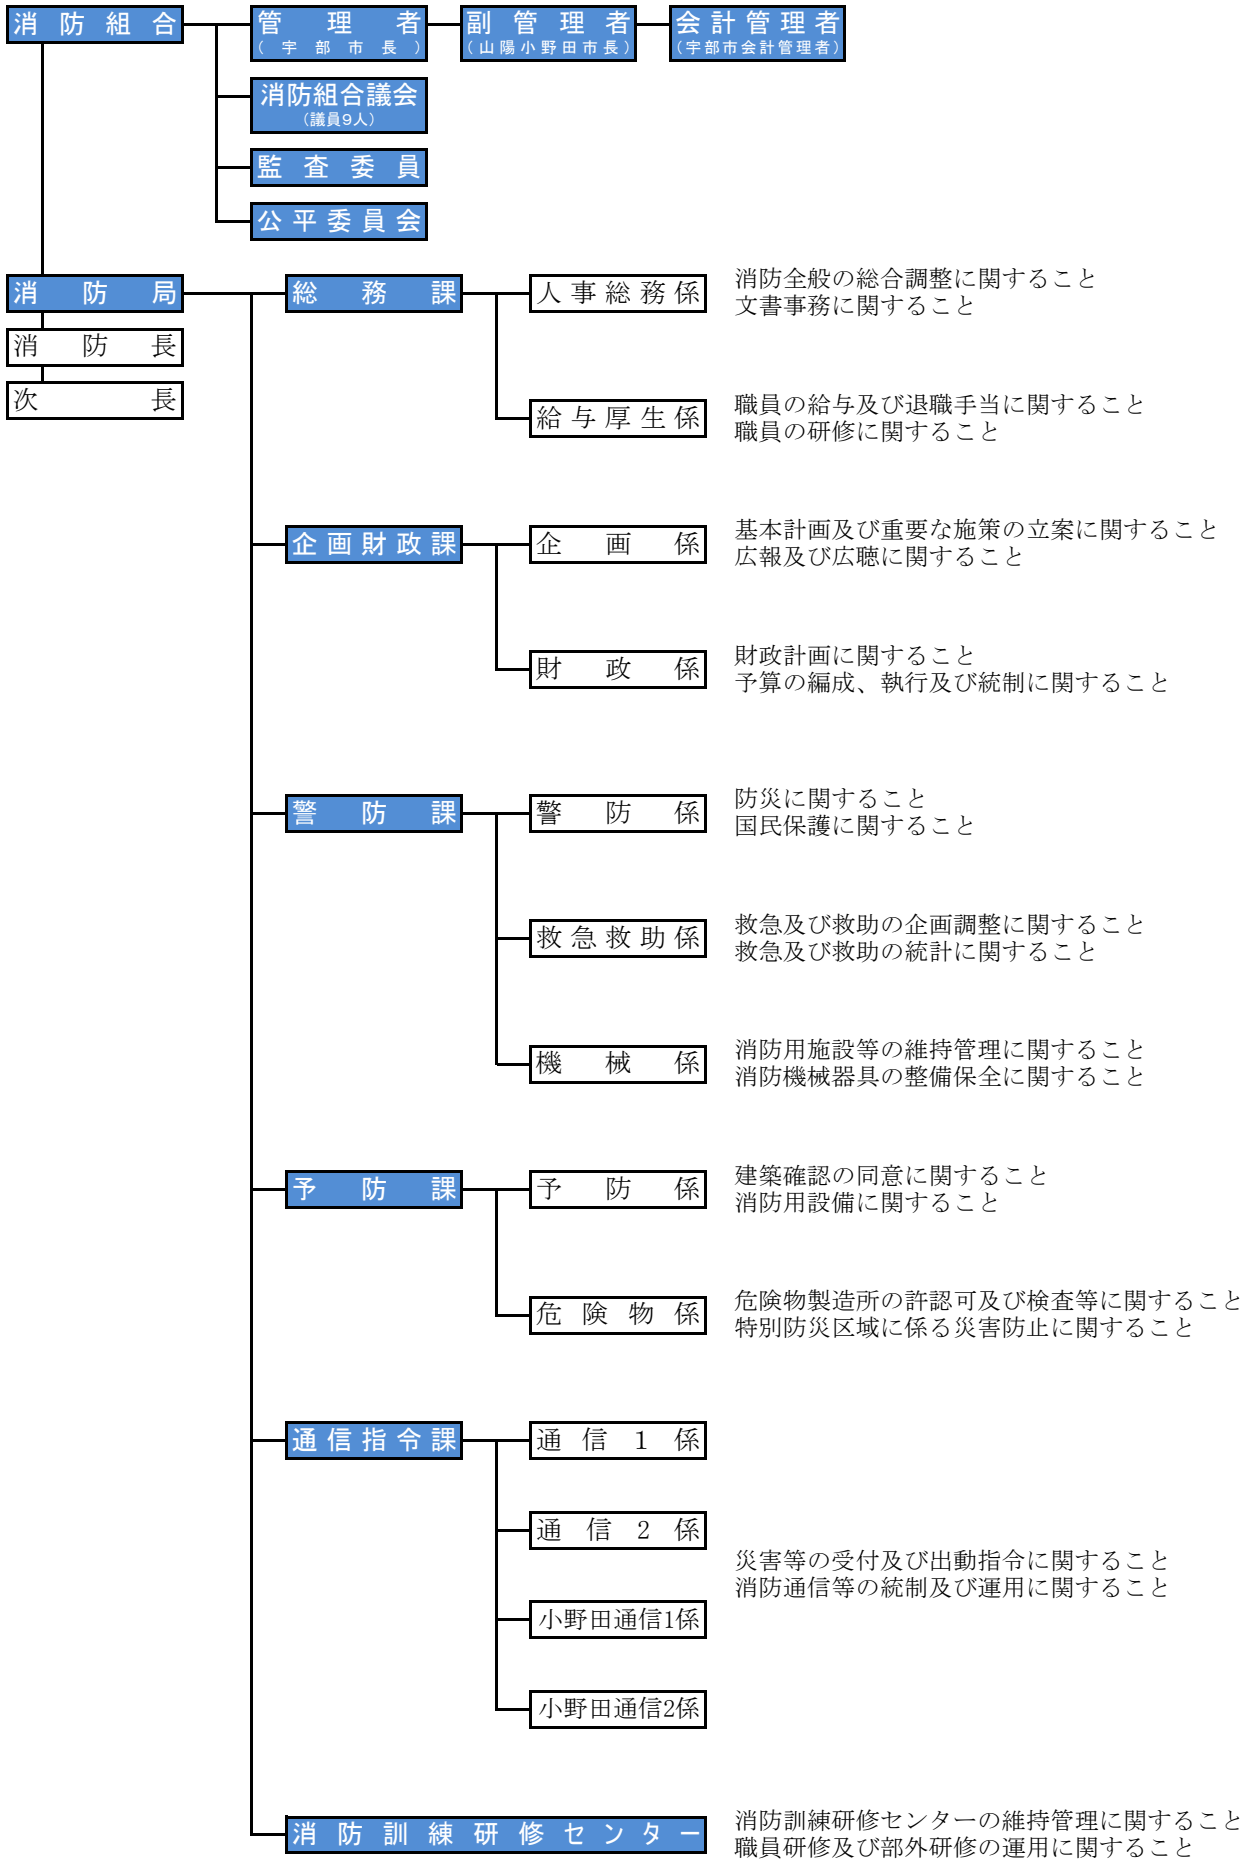 消防組合
管理者
（宇部市長）
副管理者
（山陽小野田市長）
会計管理者
（宇部市会計管理者）
消防組合議会
（議員9人）
監査委員
公平委員会
消防局
消防長
次長
総務課
人事総務係
消防全般の総合調整に関すること
文書事務に関すること
給与厚生係
職員の給与及び退職手当に関すること
職員の研修に関すること
企画財政課
企画係
基本計画及び重要な施策の立案に関すること
広報及び広聴に関すること
財政係
財政計画に関すること
予算の編成、執行及び統制に関すること
警防課
警防係
防災に関すること
国民保護に関すること
救急救助係
救急及び救助の企画調整に関すること
救急及び救助の統計に関すること
機械係
消防用施設等の維持管理に関すること
消防機械器具の整備保全に関すること
予防課
予防係
建築確認の同意に関すること
消防用設備に関すること
危険物係
危険物製造所の許認可及び検査等に関すること
特別防災区域に係る災害防止に関すること
通信指令課
通信1係
通信2係
災害等の受付及び出動指令に関すること
消防通信等の統制及び運用に関すること
小野田通信1係
小野田通信2係
消防訓練研修センター
消防訓練研修センターの維持管理に関すること
職員研修及び部外研修の運用に関すること